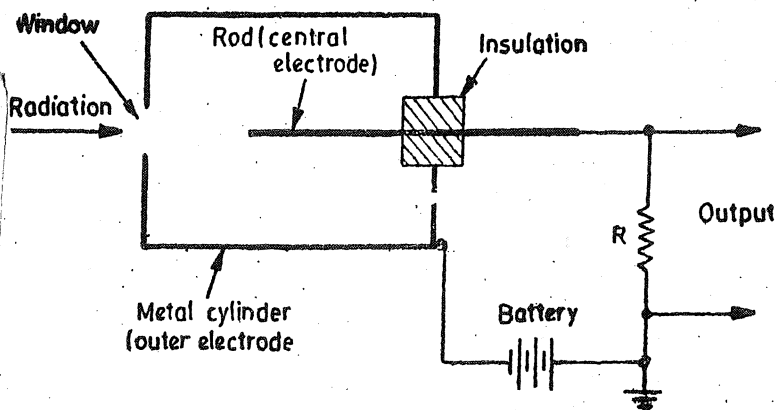 Window
Rod (central
electrode)
Insulation
Radiation
Output
R
Metal cylinder
(outer electrode
Battery